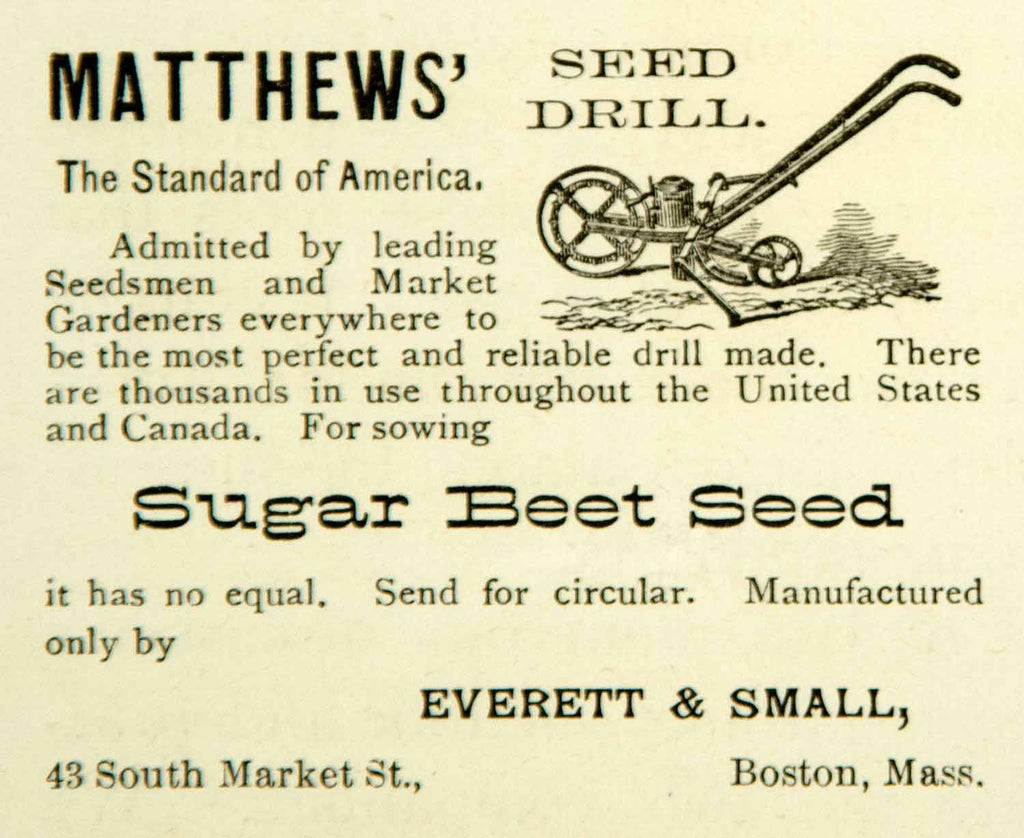 MATTHEWS' SEED DRILL.
The Standard of America.
Admitted by leading
Seedsmen and Market
Gardeners everywhere to
be the most perfect and reliable drill made. There
are thousands in use throughout the United States
and Canada. For sowing
Sugar Beet Seed
it has no equal. Send for circular. Manufactured
only by
EVERETT & SMALL,
43 South Market St., Boston, Mass.